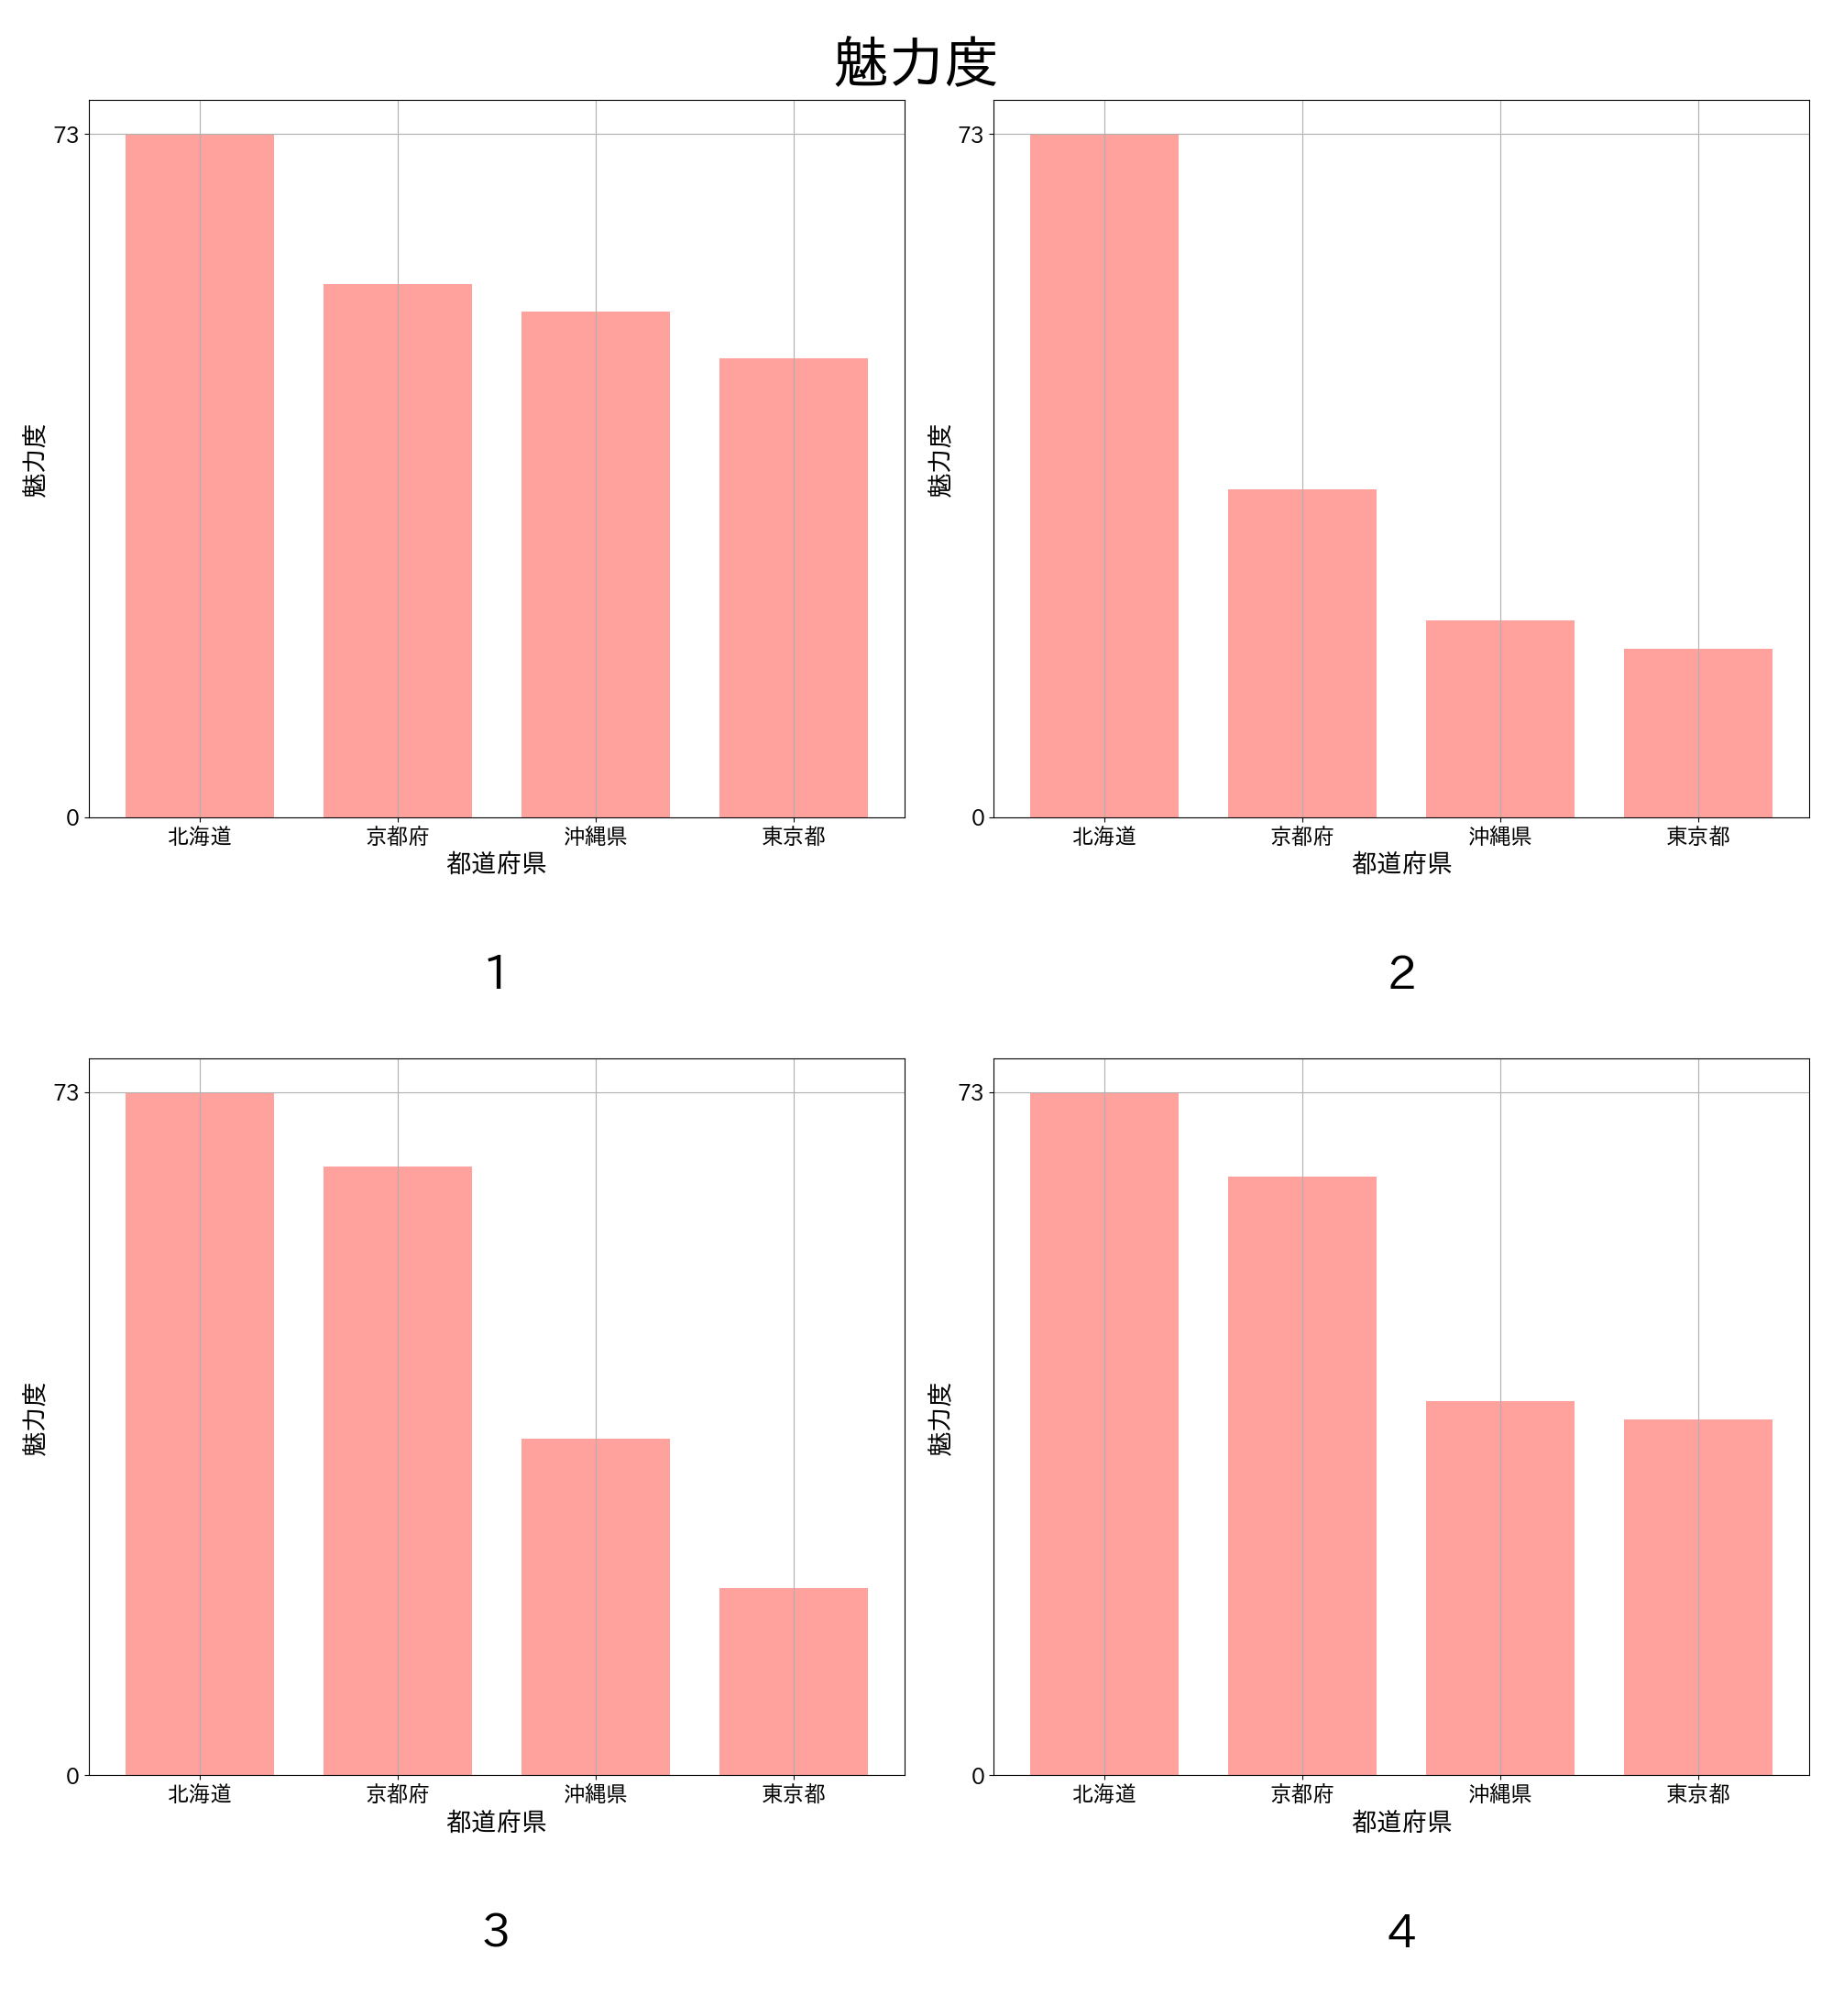 魅力度
73
0
魅力度
北海道 京都府 沖縄県 東京都
都道府県
1
73
0
魅力度
北海道 京都府 沖縄県 東京都
都道府県
2
73
0
魅力度
北海道 京都府 沖縄県 東京都
都道府県
3
73
0
魅力度
北海道 京都府 沖縄県 東京都
都道府県
4